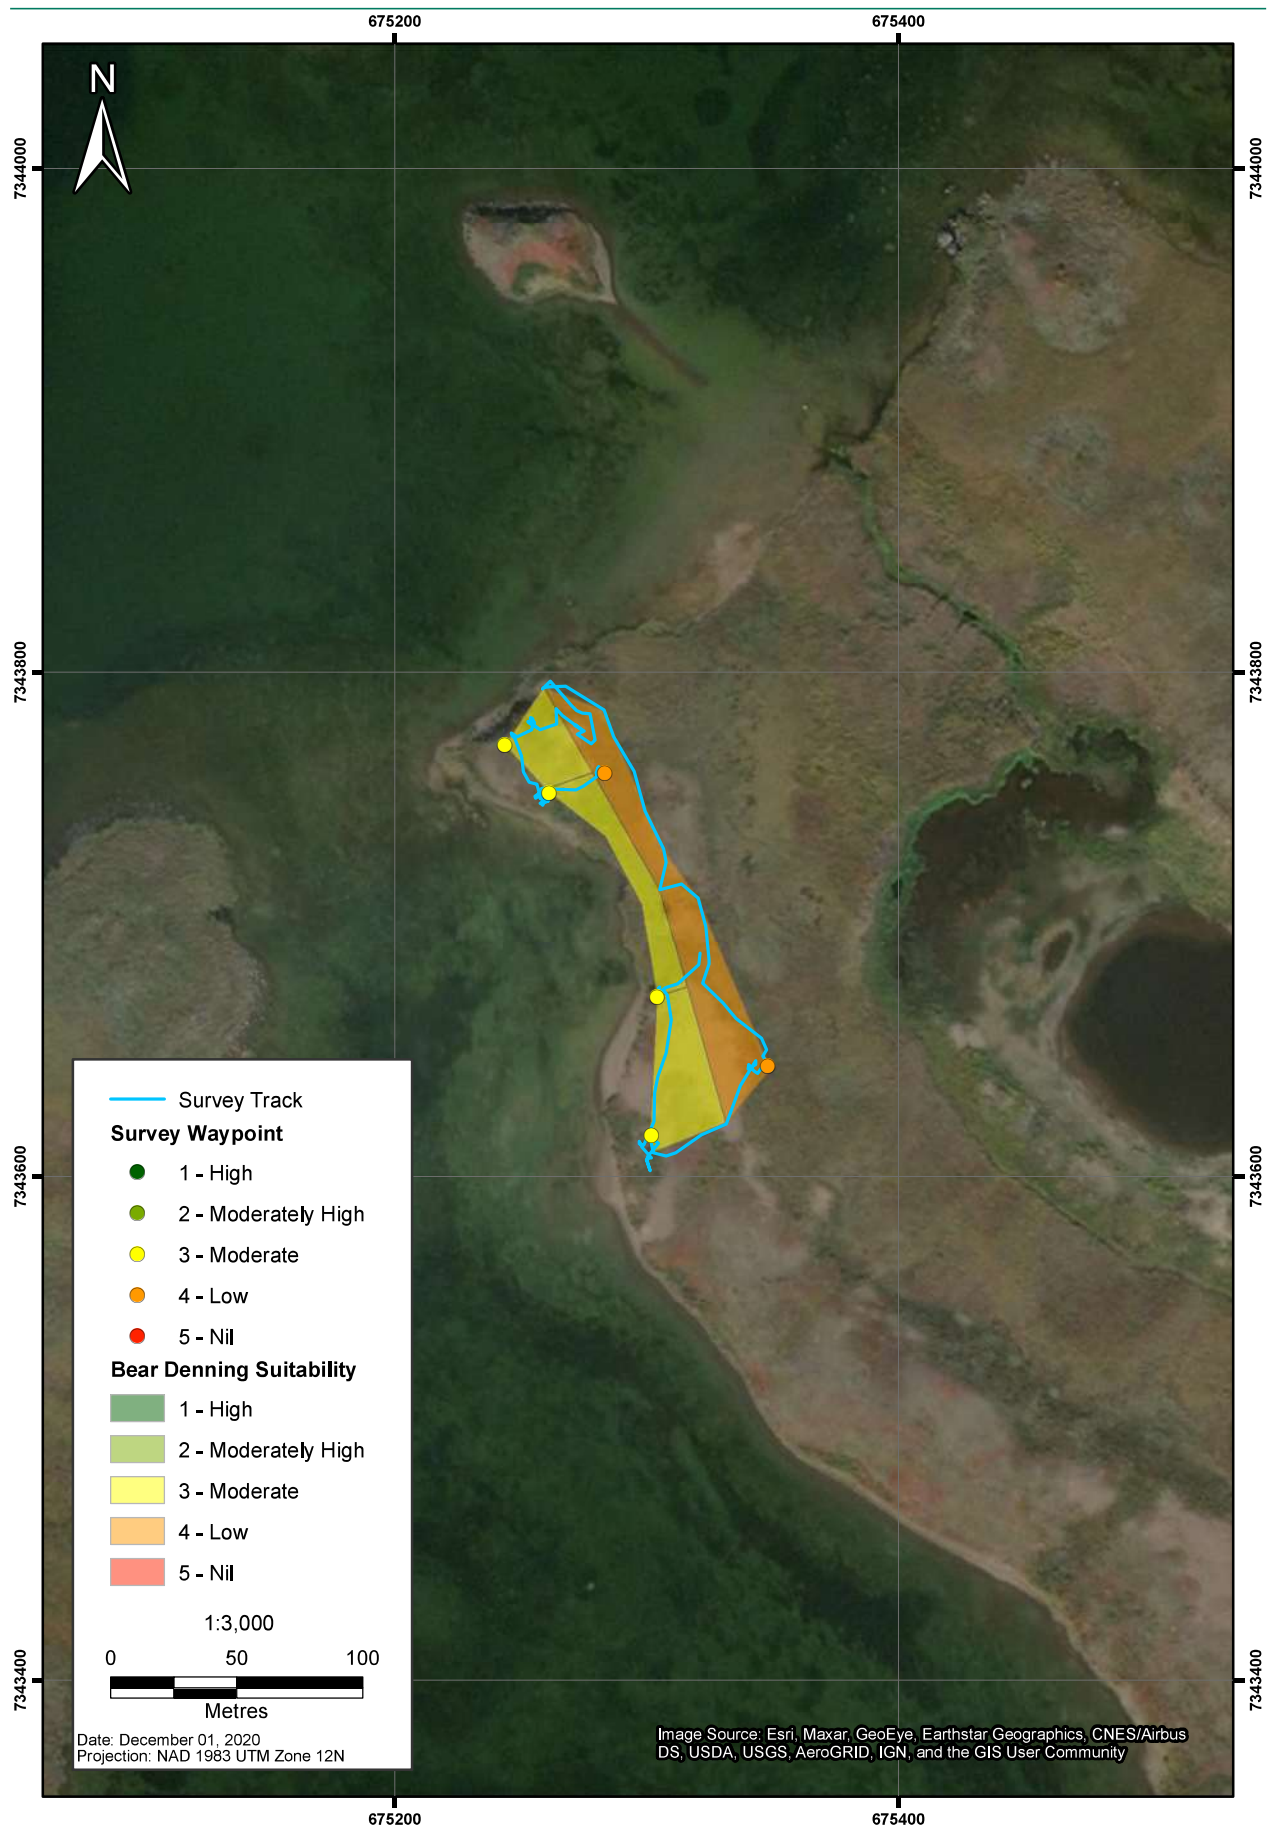 675200
675400
N
7344000
7344000
7343800
7343800
7343600
7343600
7343400
7343400
Survey Track
Survey Waypoint
1 - High
2 - Moderately High
3 - Moderate
4 - Low
5 - Nil
Bear Denning Suitability
1 - High
2 - Moderately High
3 - Moderate
4 - Low
5 - Nil
1:3,000
0 50 100
Metres
Date: December 01, 2020
Projection: NAD 1983 UTM Zone 12N
Image Source: Esri, Maxar, GeoEye, Earthstar Geographics, CNES/Airbus
DS, USDA, USGS, AeroGRID, IGN, and the GIS User Community
675200
675400